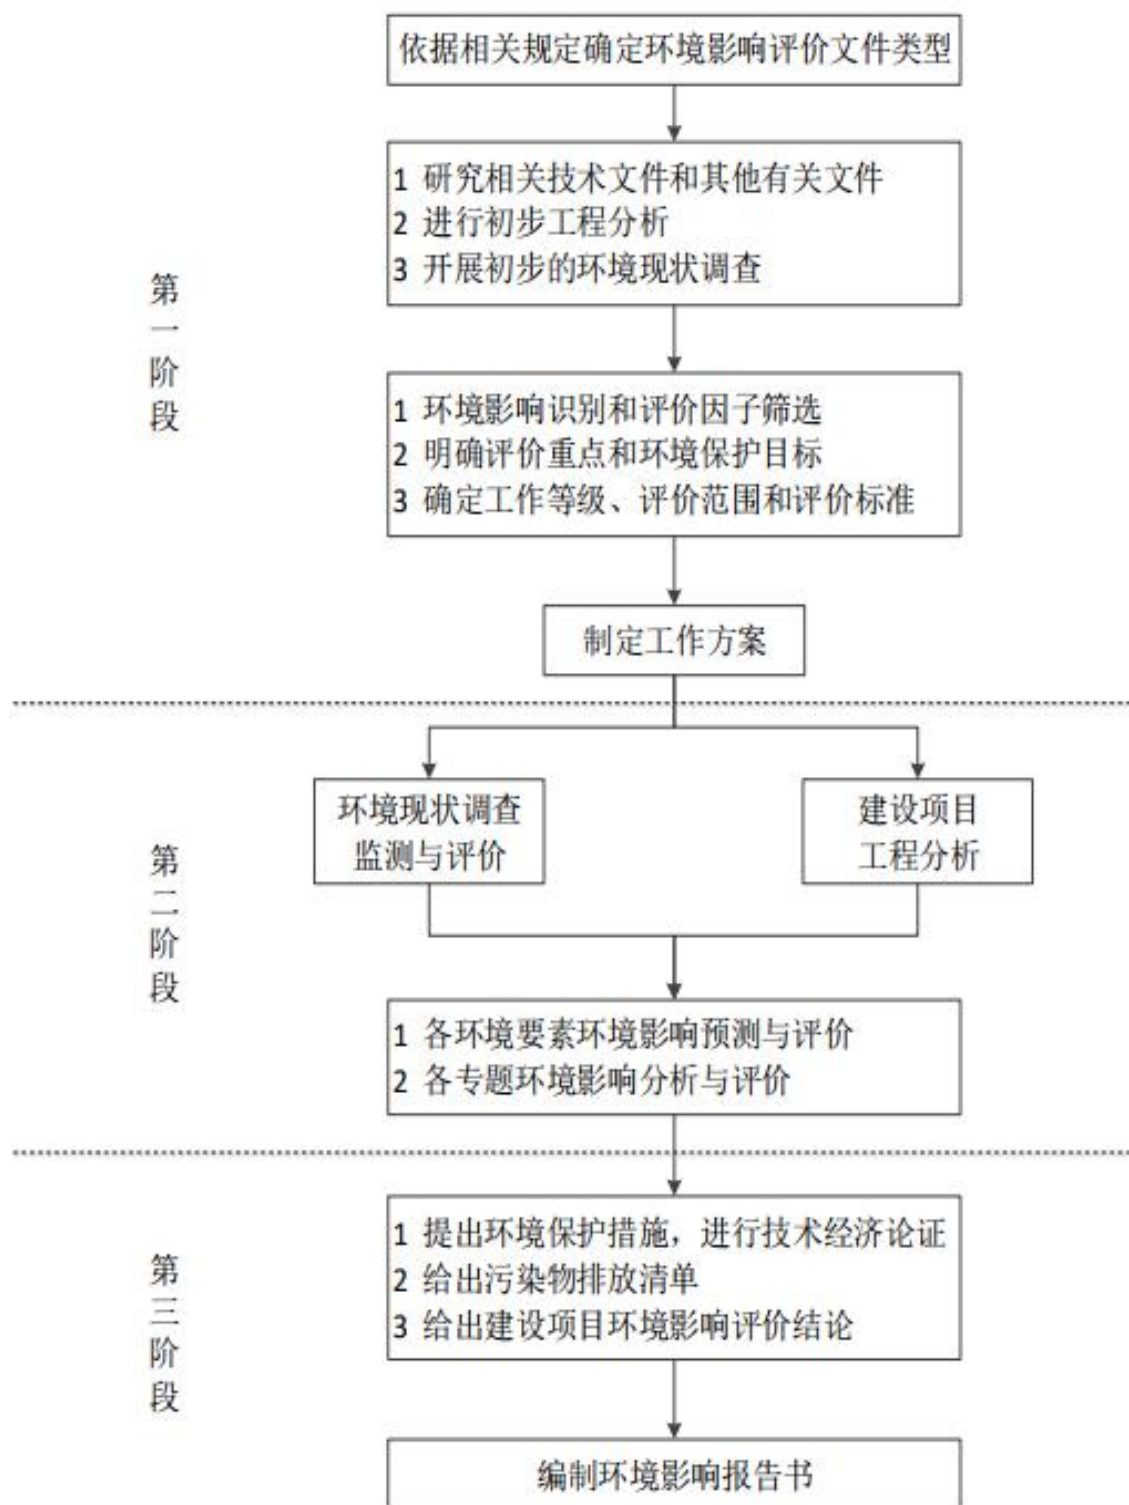 依据相关规定确定环境影响评价文件类型
1 研究相关技术文件和其他有关文件
2 进行初步工程分析
3 开展初步的环境现状调查
第一阶段
1 环境影响识别和评价因子筛选
2 明确评价重点和环境保护目标
3 确定工作等级、评价范围和评价标准
制定工作方案
环境现状调查
监测与评价
建设项目
工程分析
第二阶段
1 各环境要素环境影响预测与评价
2 各专题环境影响分析与评价
1 提出环境保护措施，进行技术经济论证
2 给出污染物排放清单
3 给出建设项目环境影响评价结论
第三阶段
编制环境影响报告书